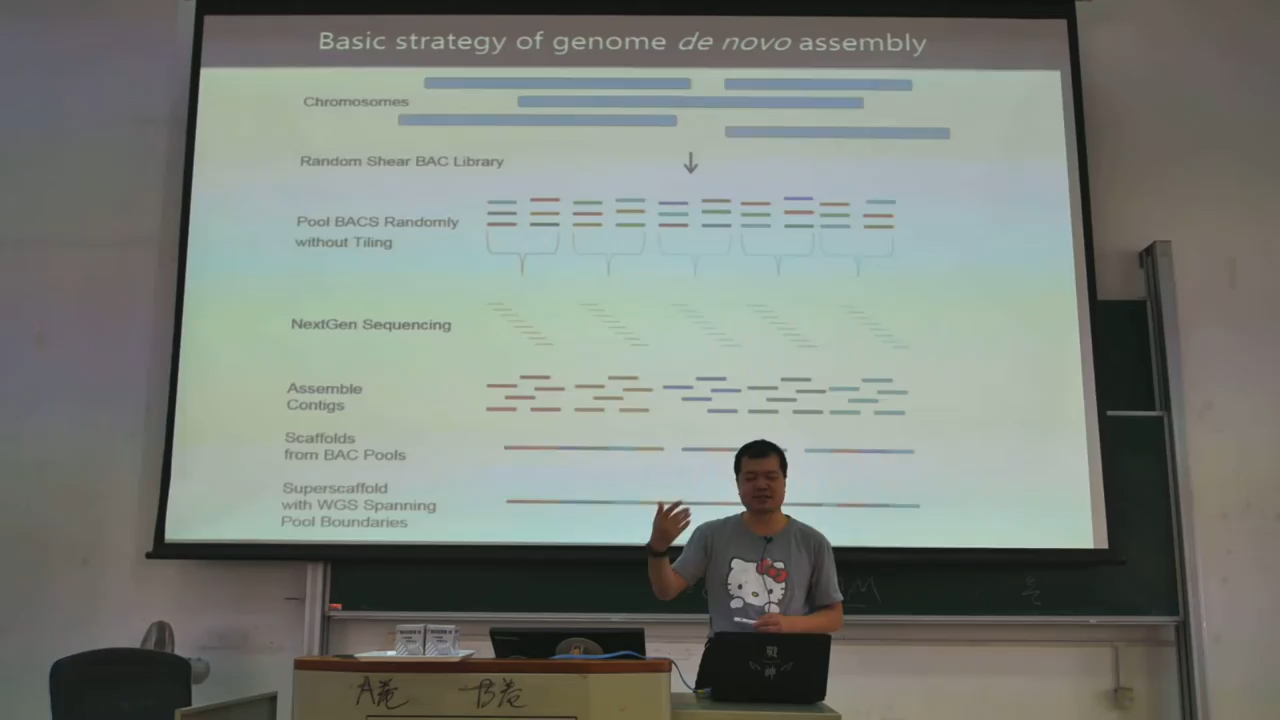 Basic strategy of genome de novo assembly
Chromosomes
Random Shear BAC Library
Pool BACS Randomly
without Tiling
NextGen Sequencing
Assemble
Contigs
Scaffolds
from BAC Pools
Superscaffold
with WGS Spanning
Pool Boundaries
A卷 B卷